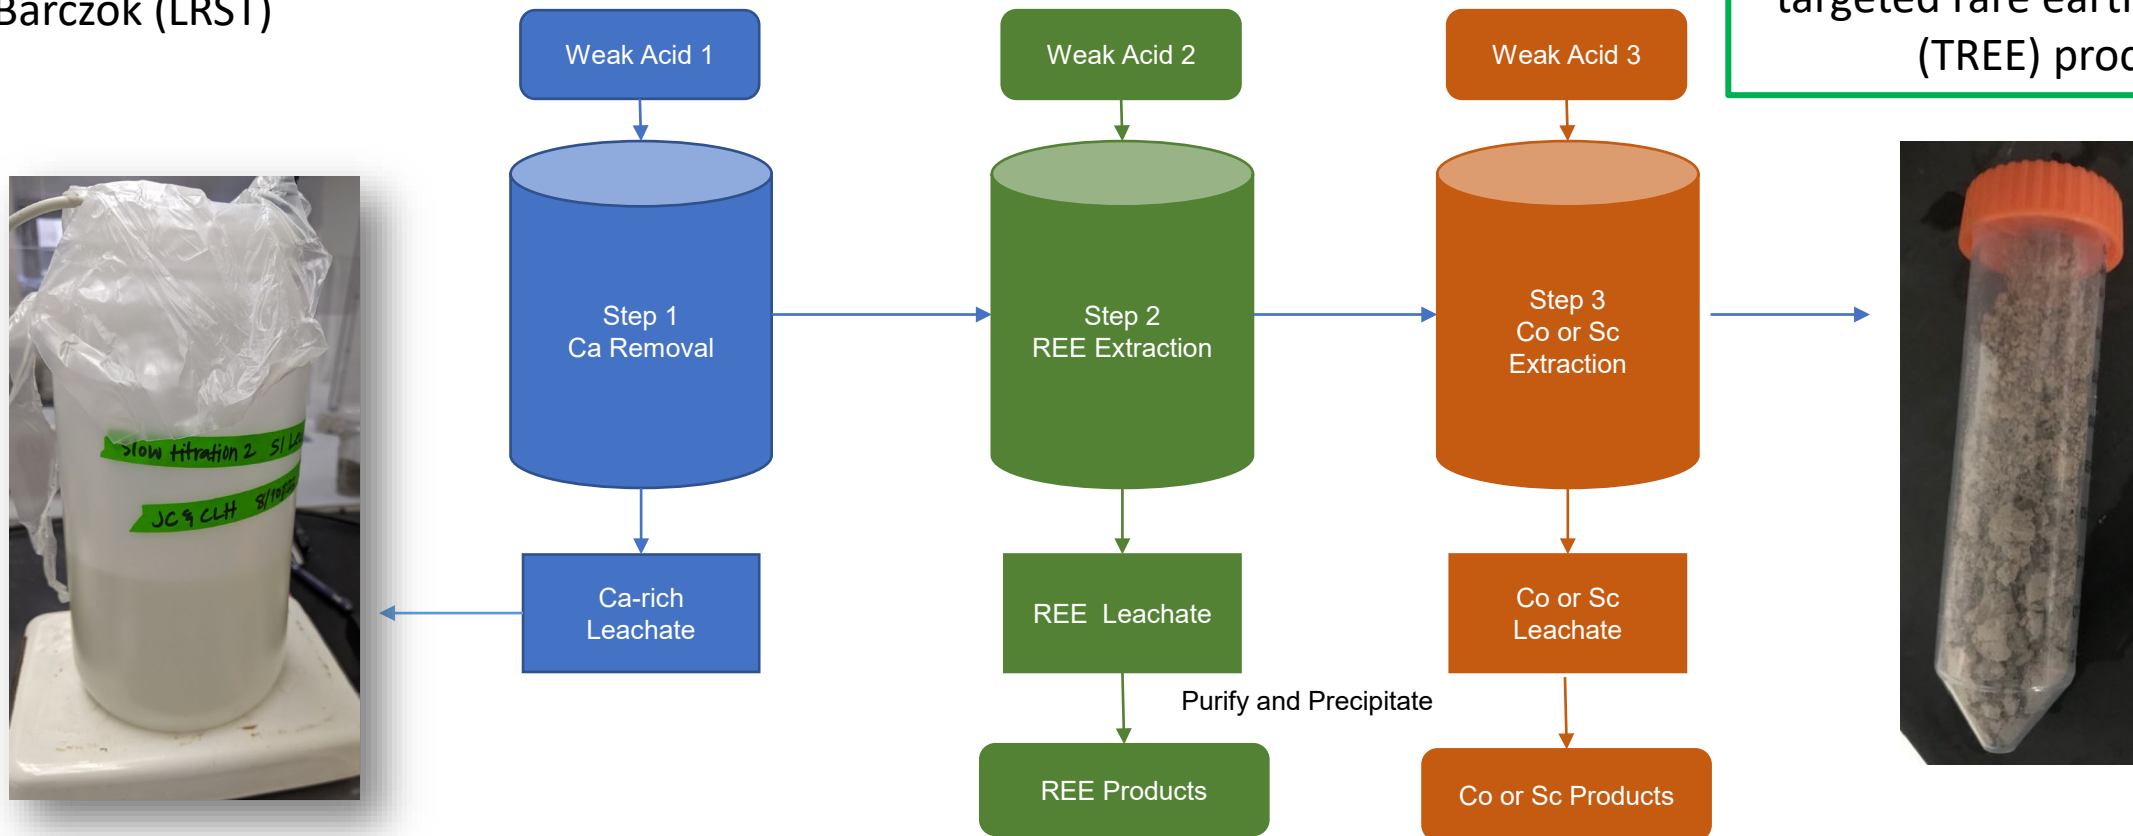 Barczok (LRST)
targeted rare earth
(TREE) proc
Weak Acid 1
Weak Acid 2
Weak Acid 3
Step 1
Ca Removal
Step 2
REE Extraction
Step 3
Co or Sc
Extraction
Slow titration 2 S1
JC & CLH
Ca-rich
Leachate
REE Leachate
Co or Sc
Leachate
Purify and Precipitate
REE Products
Co or Sc Products